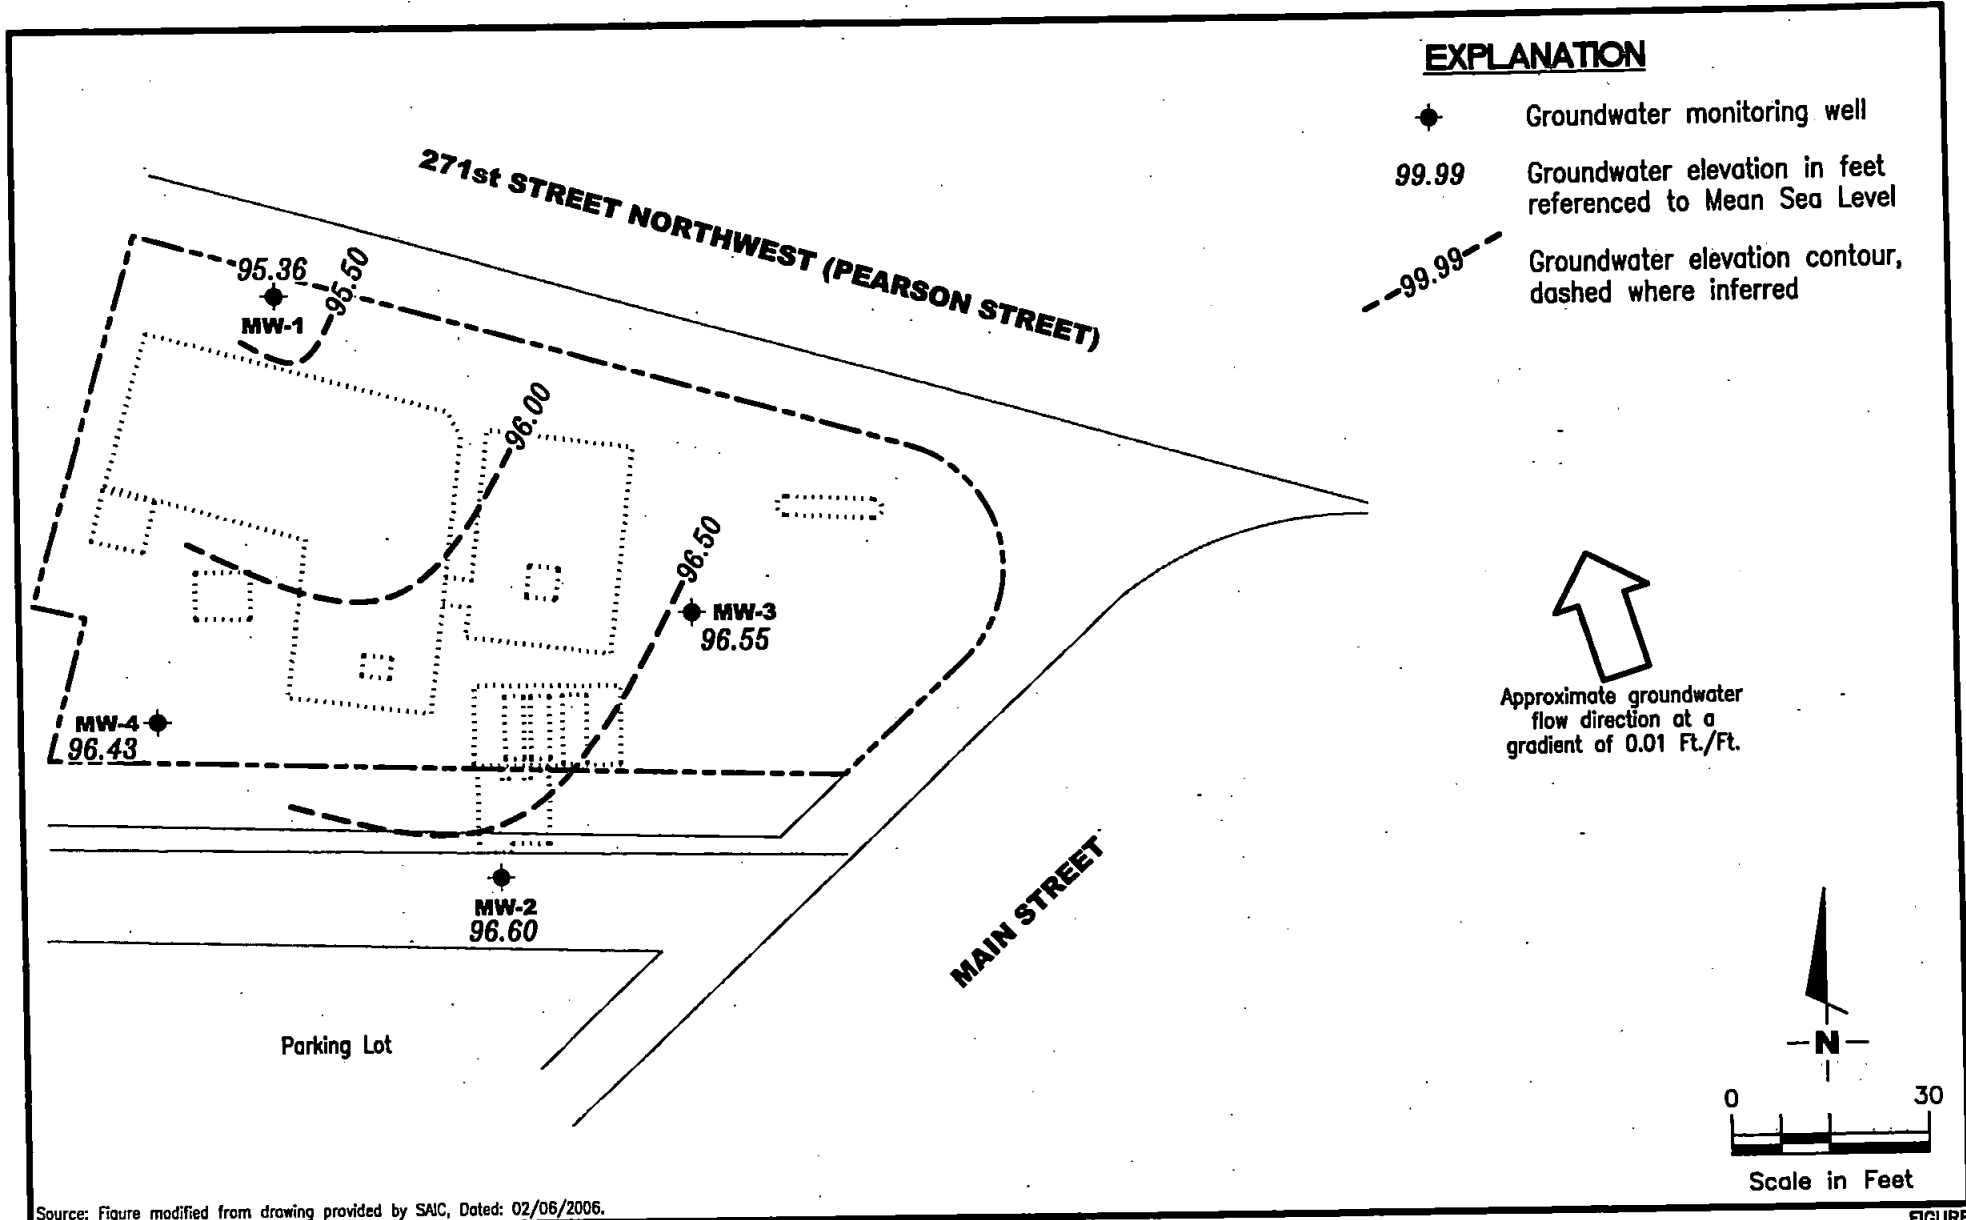 EXPLANATION
Groundwater monitoring well
99.99
Groundwater elevation in feet
referenced to Mean Sea Level
99.99
Groundwater elevation contour,
dashed where inferred
271st STREET NORTHWEST (PEARSON STREET)
95.36
95.50
MW-1
96.00
96.50
MW-3
96.55
MW-4
96.43
MW-2
96.60
Approximate groundwater
flow direction at a
gradient of 0.01 Ft./Ft.
MAIN STREET
Parking Lot
N
0 30
Scale in Feet
Source: Figure modified from drawing provided by SAIC, Dated: 02/06/2006.
FIGURE